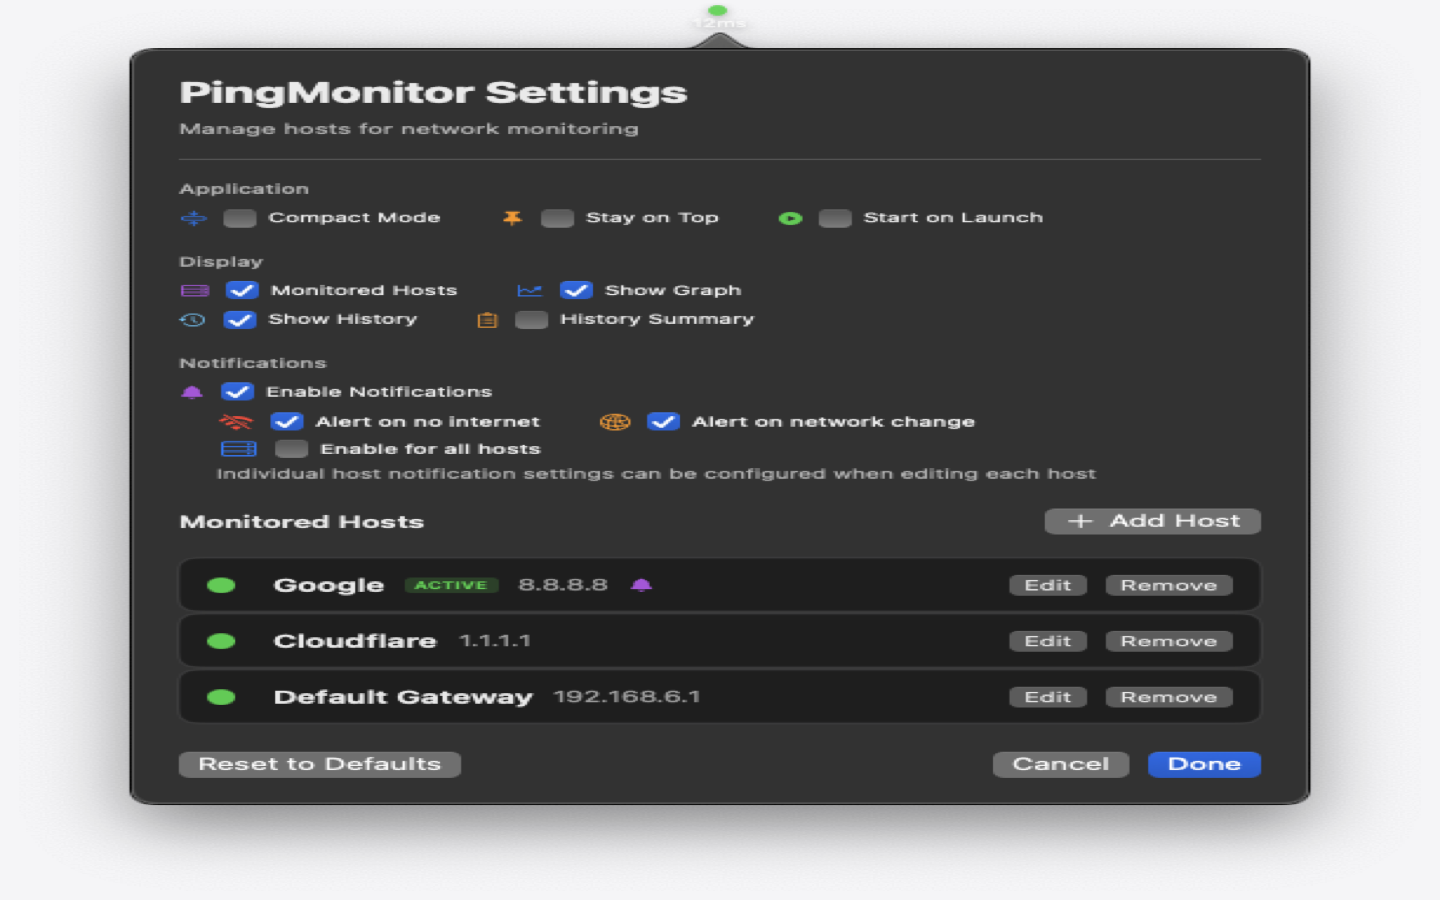 12ms
PingMonitor Settings
Manage hosts for network monitoring
Application
Compact Mode Stay on Top Start on Launch
Display
Monitored Hosts Show Graph
Show History History Summary
Notifications
Enable Notifications
Alert on no internet Alert on network change
Enable for all hosts
Individual host notification settings can be configured when editing each host
Monitored Hosts + Add Host
Google ACTIVE 8.8.8.8 Edit Remove
Cloudflare 1.1.1.1 Edit Remove
Default Gateway 192.168.6.1 Edit Remove
Reset to Defaults Cancel Done